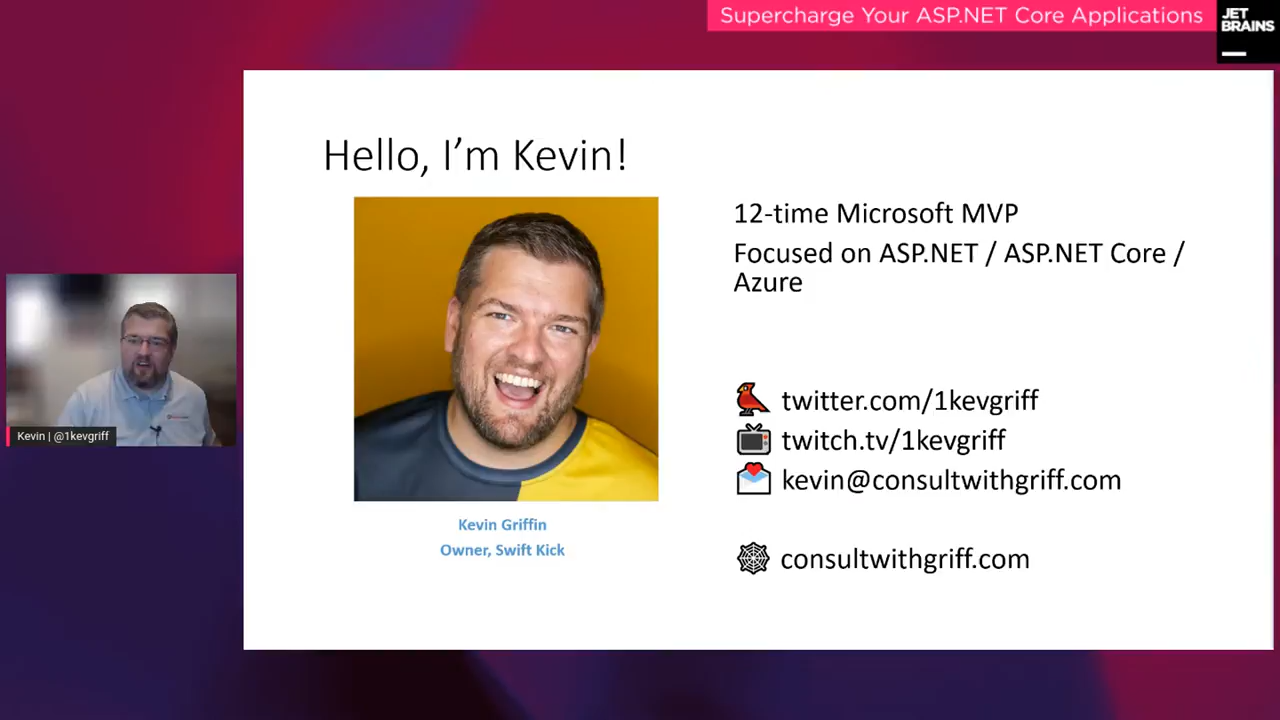 Supercharge Your ASP.NET Core Applications
JET
BRAINS
Hello, I'm Kevin!
12-time Microsoft MVP
Focused on ASP.NET / ASP.NET Core /
Azure
twitter.com/1kevgriff
twitch.tv/1kevgriff
kevin@consultwithgriff.com
consultwithgriff.com
Kevin Griffin
Owner, Swift Kick
Kevin | @1kevgriff